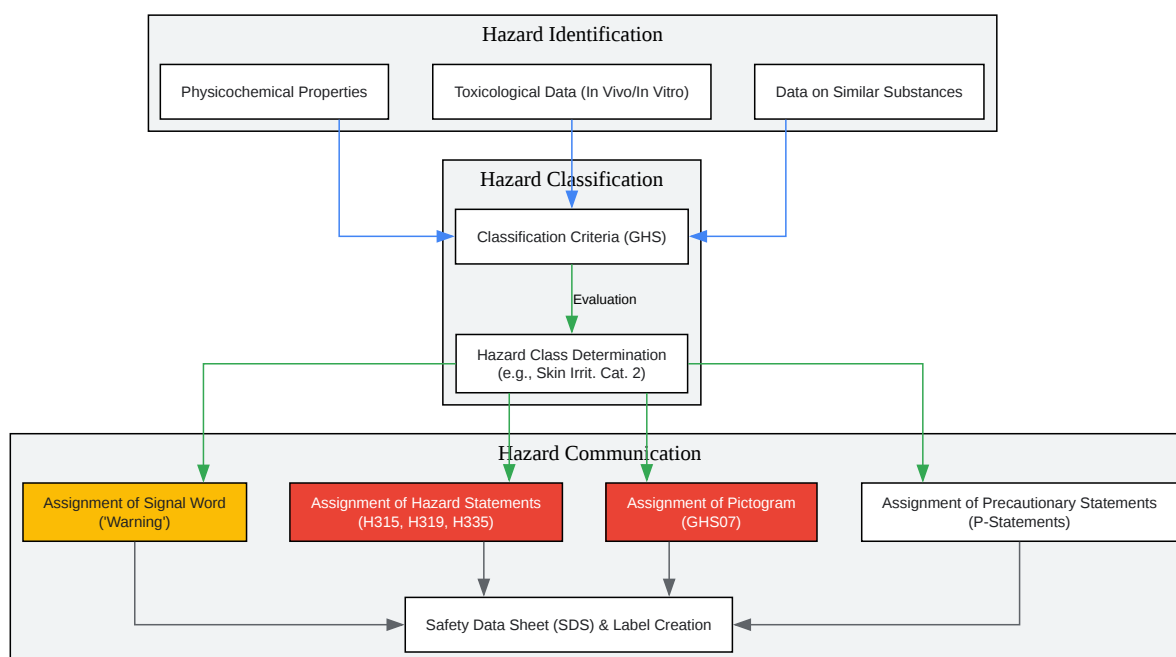 Hazard Identification
Physicochemical Properties
Toxicological Data (In Vivo/In Vitro)
Data on Similar Substances
Hazard Classification
Classification Criteria (GHS)
Evaluation
Hazard Class Determination
(e.g., Skin Irrit. Cat. 2)
Hazard Communication
Assignment of Signal Word
('Warning')
Assignment of Hazard Statements
(H315, H319, H335)
Assignment of Pictogram
(GHS07)
Assignment of Precautionary Statements
(P-Statements)
Safety Data Sheet (SDS) & Label Creation